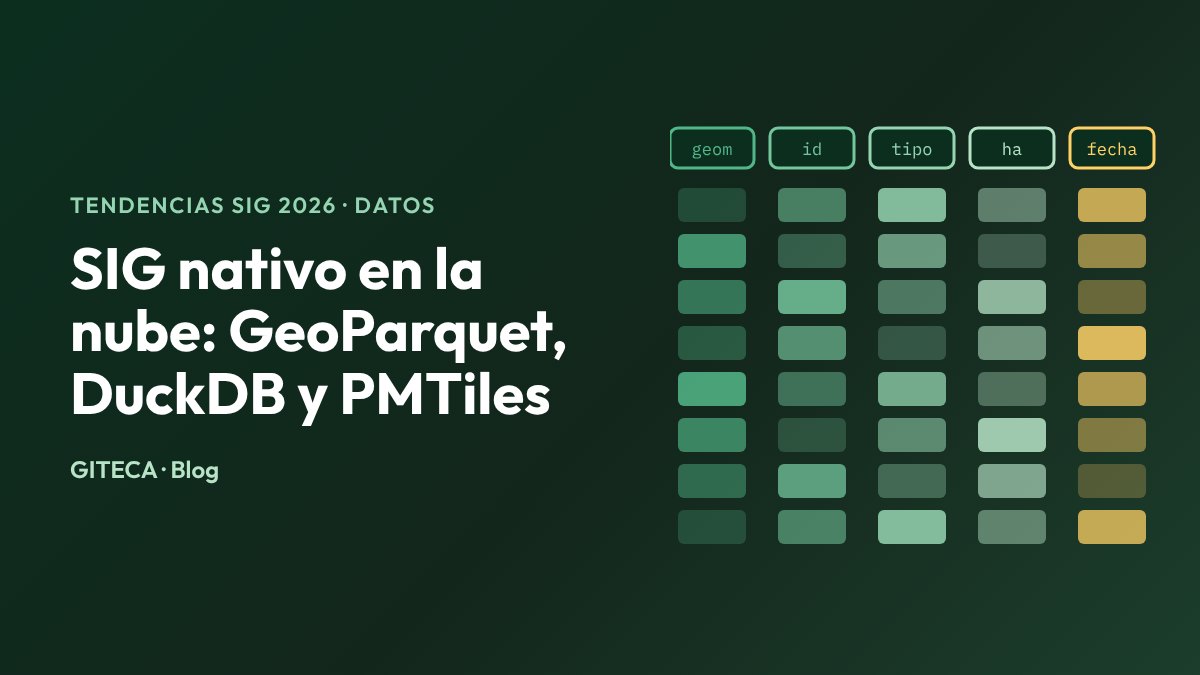 TENDENCIAS SIG 2026 · DATOS
SIG nativo en la
nube: GeoParquet,
DuckDB y PMTiles
GITECA · Blog
geom id tipo ha fecha